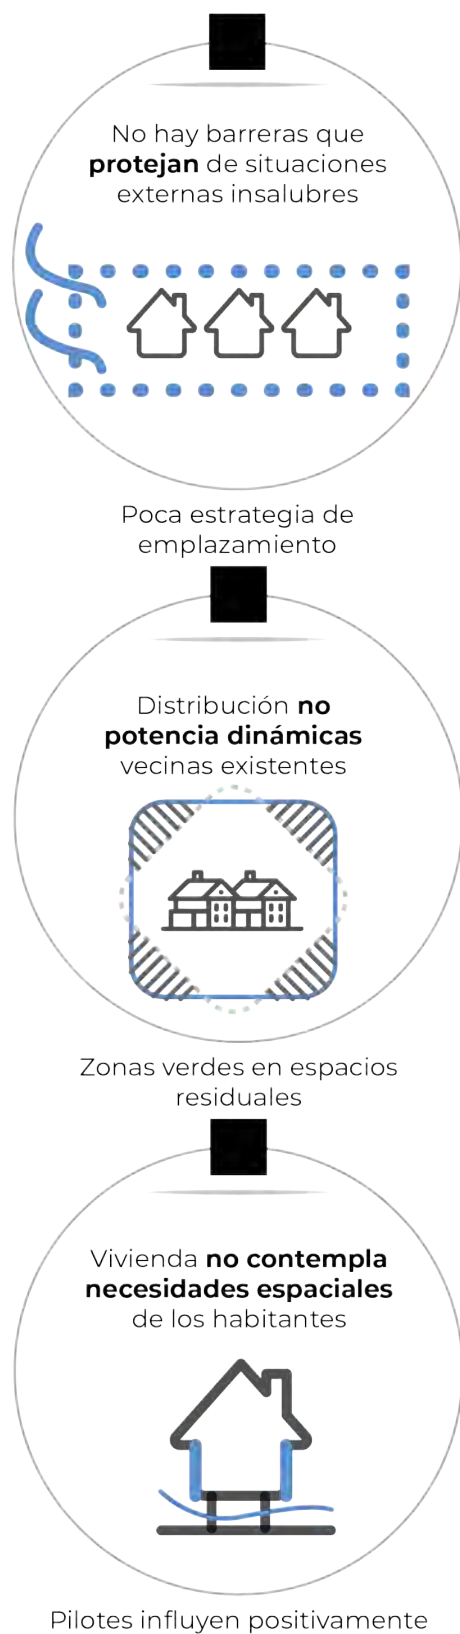 No hay barreras que
protejan de situaciones
externas insalubres
Poca estrategia de
emplazamiento
Distribución no
potencia dinámicas
vecinas existentes
Zonas verdes en espacios
residuales
Vivienda no contempla
necesidades espaciales
de los habitantes
Pilotes influyen positivamente